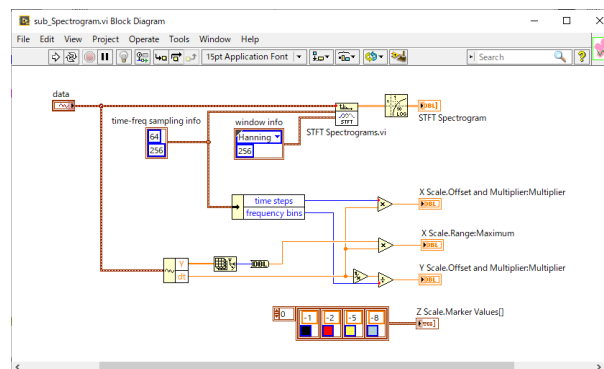 sub_Spectrogram.vi Block Diagram
File Edit View Project Operate Tools Window Help
15pt Application Font
Search
data
time-freq sampling info
64
256
window info
Hanning
256
STFT
STFT Spectrograms.vi
LOG
DBL
STFT Spectrogram
time steps
frequency bins
X Scale.Offset and Multiplier:Multiplier
DBL
X Scale.Range:Maximum
DBL
Y
dt
DBL
Y Scale.Offset and Multiplier:Multiplier
DBL
0
-1
-2
-5
-8
Z Scale.Marker Values[]